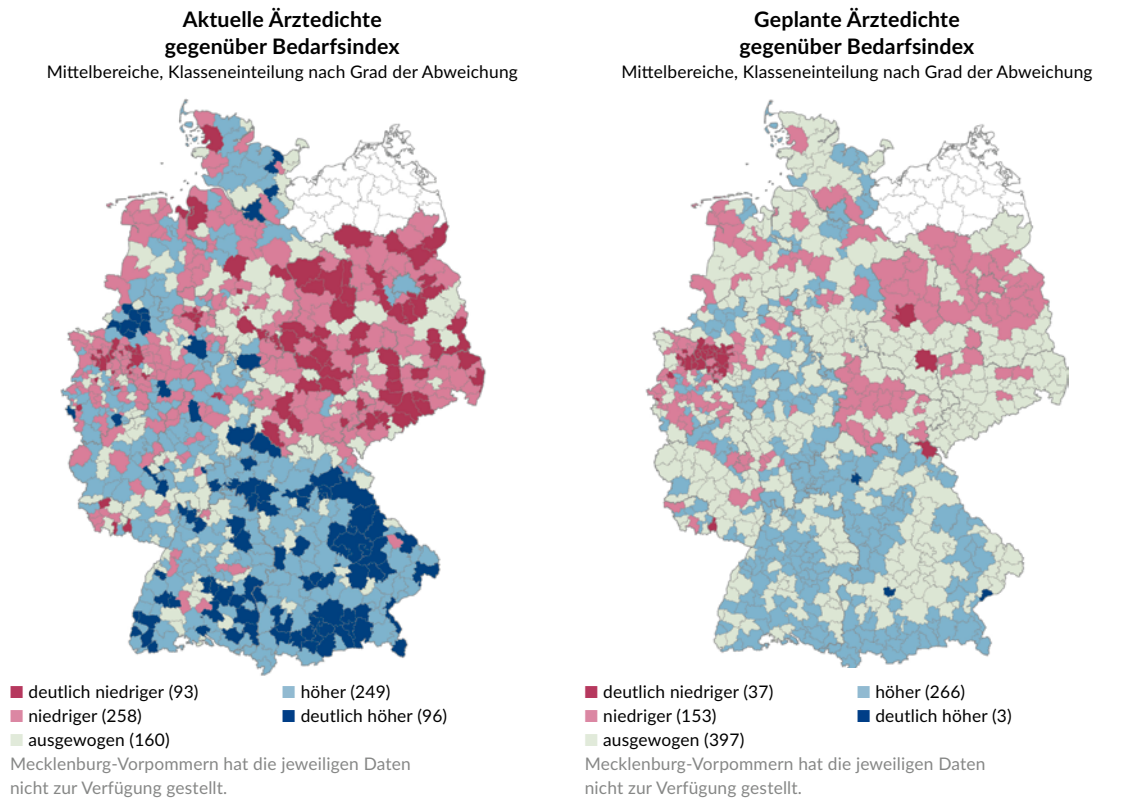 Aktuelle Ärztedichte
gegenüber Bedarfsindex
Mittelbereiche, Klasseneinteilung nach Grad der Abweichung
deutlich niedriger (93)
niedriger (258)
ausgewogen (160)
höher (249)
deutlich höher (96)
Mecklenburg-Vorpommern hat die jeweiligen Daten
nicht zur Verfügung gestellt.
Geplante Ärztedichte
gegenüber Bedarfsindex
Mittelbereiche, Klasseneinteilung nach Grad der Abweichung
deutlich niedriger (37)
niedriger (153)
ausgewogen (397)
höher (266)
deutlich höher (3)
Mecklenburg-Vorpommern hat die jeweiligen Daten
nicht zur Verfügung gestellt.